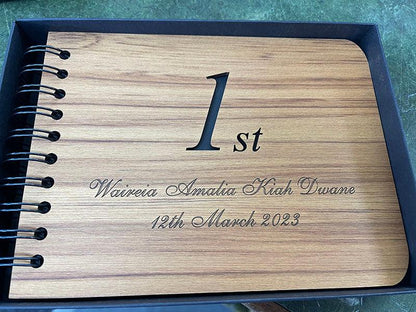 1st
Waireia Amalia Kiah Dwane
12th March 2023